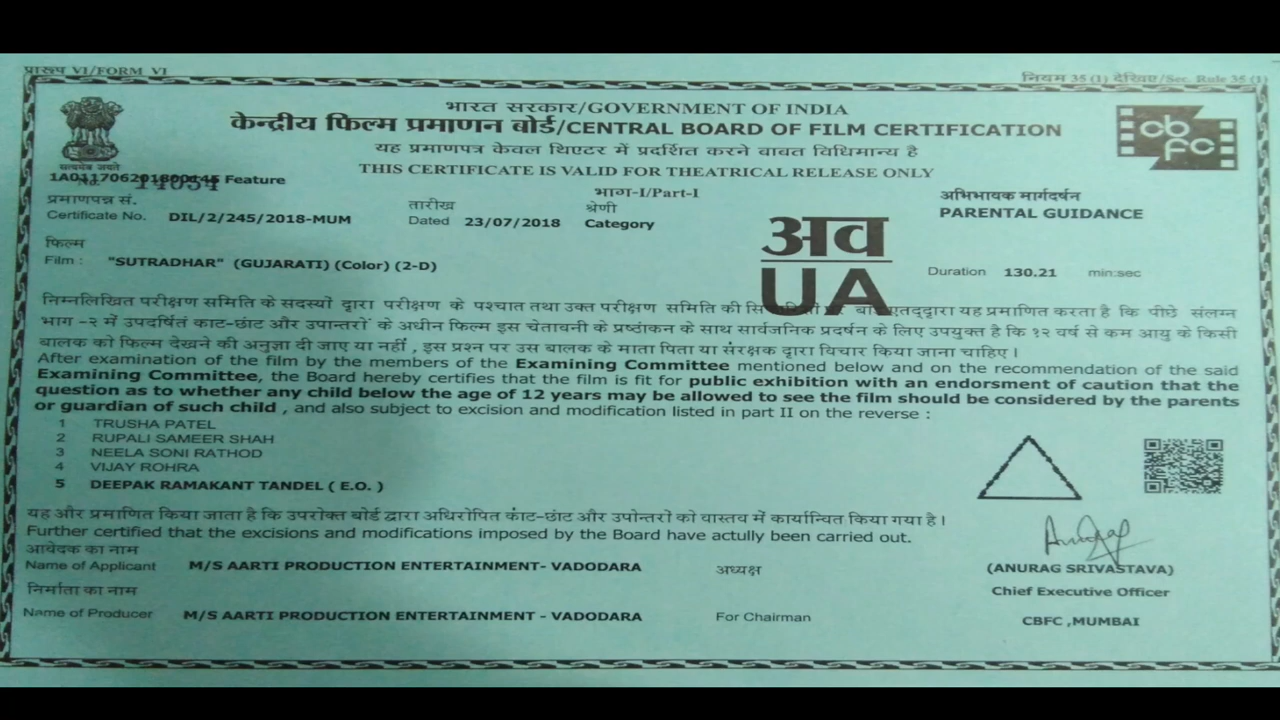 प्रारूप VI/FORM VI
नियम 35 (1) देखिए/Sec. Rule 35 (1)
भारत सरकार/GOVERNMENT OF INDIA
केन्द्रीय फिल्म प्रमाणन बोर्ड/CENTRAL BOARD OF FILM CERTIFICATION
cb
fc
यह प्रमाणपत्र केवल थिएटर में प्रदर्शित करने बावत विधिमान्य है
सत्यमेव जयते
THIS CERTIFICATE IS VALID FOR THEATRICAL RELEASE ONLY
Feature
भाग-I/Part-I
प्रमाणपत्र सं.
तारीख
श्रेणी
अभिभावक मार्गदर्षन
Certificate No. DIL/2/245/2018-MUM
Dated 23/07/2018
Category
PARENTAL GUIDANCE
अव
UA
फिल्म
Film : "SUTRADHAR" (GUJARATI) (Color) (2-D)
Duration 130.21 min:sec
निम्नलिखित परीक्षण समिति के सदस्यों द्वारा परीक्षण के पश्चात तथा उक्त परीक्षण समिति की यह प्रमाणित करता है कि पीछे संलग्न
भाग -२ में उपदर्षित काट-छाट और उपान्तरों के अधीन फिल्म इस चेतावनी के प्रष्ठांकन के साथ सार्वजनिक प्रदर्षन के लिए उपयुक्त है कि १२ वर्ष से कम आयु के किसी
बालक को फिल्म देखने की अनुज्ञा दी जाए या नहीं , इस प्रश्न पर उस बालक के माता पिता या संरक्षक द्वारा विचार किया जाना चाहिए ।
After examination of the film by the members of the Examining Committee mentioned below and on the recommendation of the said
Examining Committee, the Board hereby certifies that the film is fit for public exhibition with an endorsment of caution that the
question as to whether any child below the age of 12 years may be allowed to see the film should be considered by the parents
or guardian of such child , and also subject to excision and modification listed in part II on the reverse :
1 TRUSHA PATEL
2 RUPALI SAMEER SHAH
3 NEELA SONI RATHOD
4 VIJAY ROHRA
5 DEEPAK RAMAKANT TANDEL ( E.O. )
यह और प्रमाणित किया जाता है कि उपरोक्त बोर्ड द्वारा अधिरोपित कांट-छांट और उपोन्तरों को वास्तव में कार्यान्वित किया गया है ।
Further certified that the excisions and modifications imposed by the Board have actully been carried out.
आवेदक का नाम
Name of Applicant M/S AARTI PRODUCTION ENTERTAINMENT- VADODARA
अध्यक्ष
(ANURAG SRIVASTAVA)
निर्माता का नाम
Chief Executive Officer
Name of Producer M/S AARTI PRODUCTION ENTERTAINMENT - VADODARA
For Chairman
CBFC ,MUMBAI